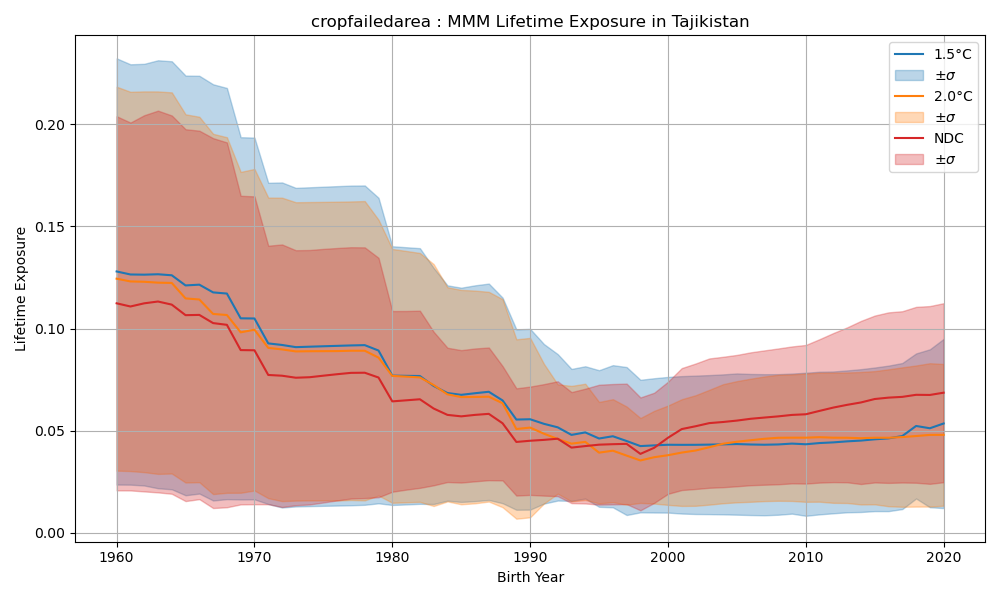 cropfailedarea : MMM Lifetime Exposure in Tajikistan
1.5°C
±σ
2.0°C
±σ
NDC
±σ
Lifetime Exposure
0.20
0.15
0.10
0.05
0.00
1960 1970 1980 1990 2000 2010 2020
Birth Year